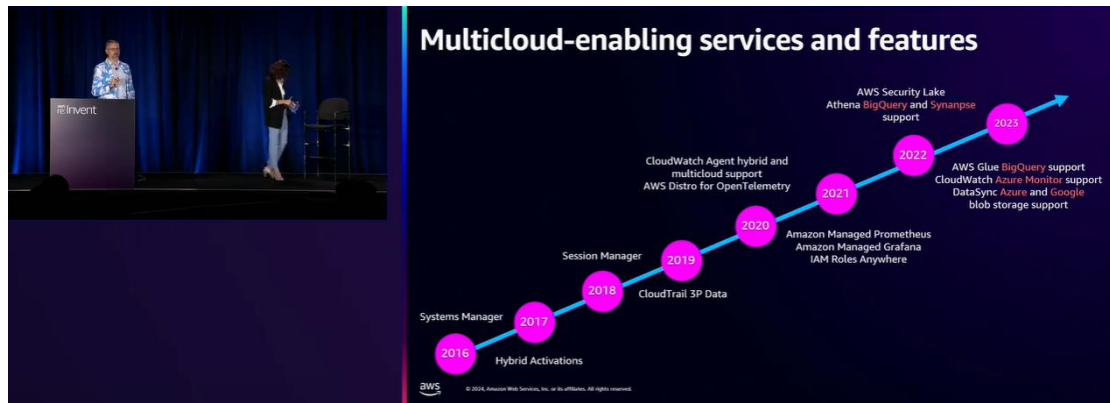 re:Invent
Multicloud-enabling services and features
AWS Security Lake
Athena BigQuery and Synanpse
support
2023
2022
AWS Glue BigQuery support
CloudWatch Azure Monitor support
DataSync Azure and Google
blob storage support
CloudWatch Agent hybrid and
multicloud support
AWS Distro for OpenTelemetry
2021
2020
Amazon Managed Prometheus
Amazon Managed Grafana
IAM Roles Anywhere
Session Manager
2019
2018
CloudTrail 3P Data
Systems Manager
2017
2016
Hybrid Activations
aws
© 2024, Amazon Web Services, Inc. or its affiliates. All rights reserved.